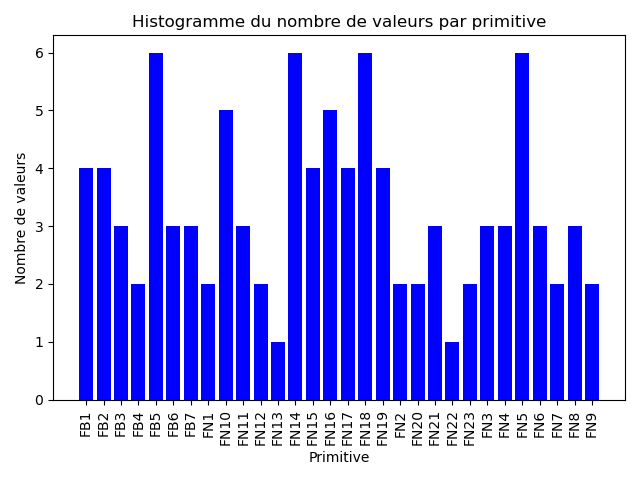 Histogramme du nombre de valeurs par primitive
Nombre de valeurs
6
5
4
3
2
1
0
FB1 FB2 FB3 FB4 FB5 FB6 FB7 FN1 FN10 FN11 FN12 FN13 FN14 FN15 FN16 FN17 FN18 FN19 FN2 FN20 FN21 FN22 FN23 FN3 FN4 FN5 FN6 FN7 FN8 FN9
Primitive